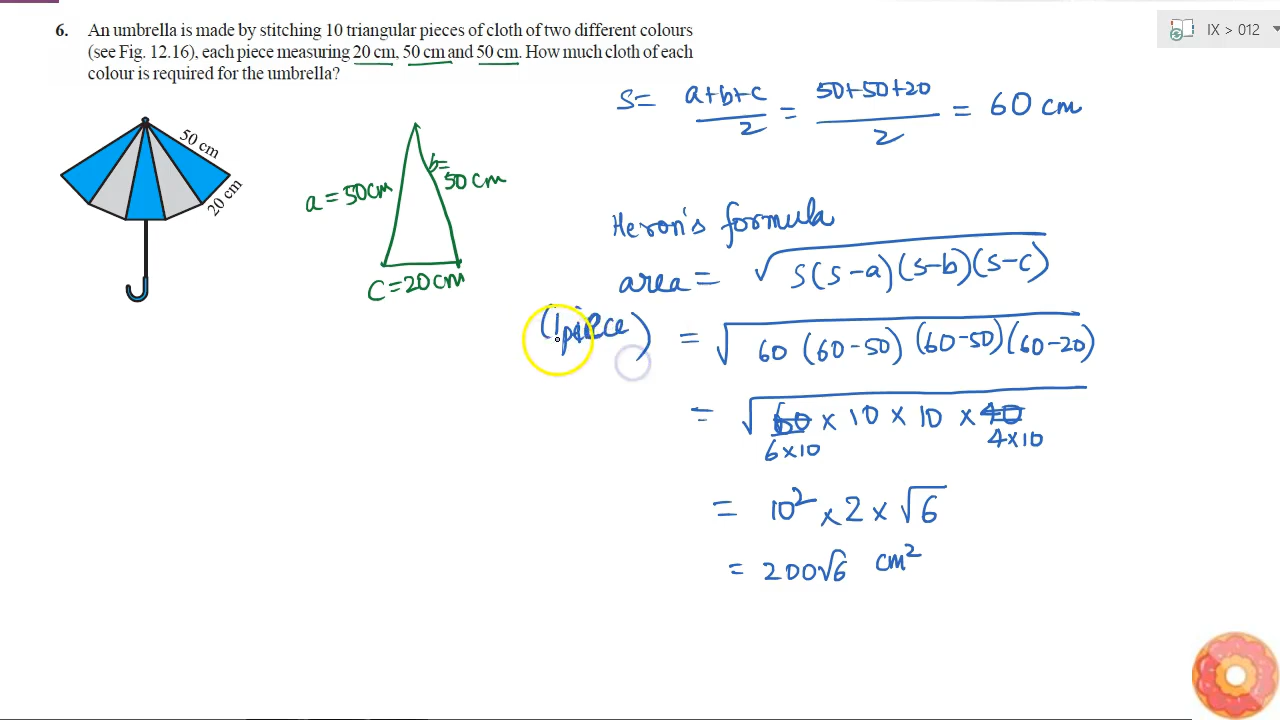 6. An umbrella is made by stitching 10 triangular pieces of cloth of two different colours
(see Fig. 12.16), each piece measuring 20 cm, 50 cm and 50 cm. How much cloth of each
colour is required for the umbrella?
IX > 012
50 cm
20 cm
a = 50cm
b = 50 cm
C = 20cm
S = a+b+c / 2 = 50+50+20 / 2 = 60 cm
Heron's formula
area = √S(S-a)(S-b)(S-c)
(1 piece) = √60 (60-50) (60-50)(60-20)
= √60 × 10 × 10 × 40
6×10 4×10
= 10² × 2 × √6
= 200√6 cm²